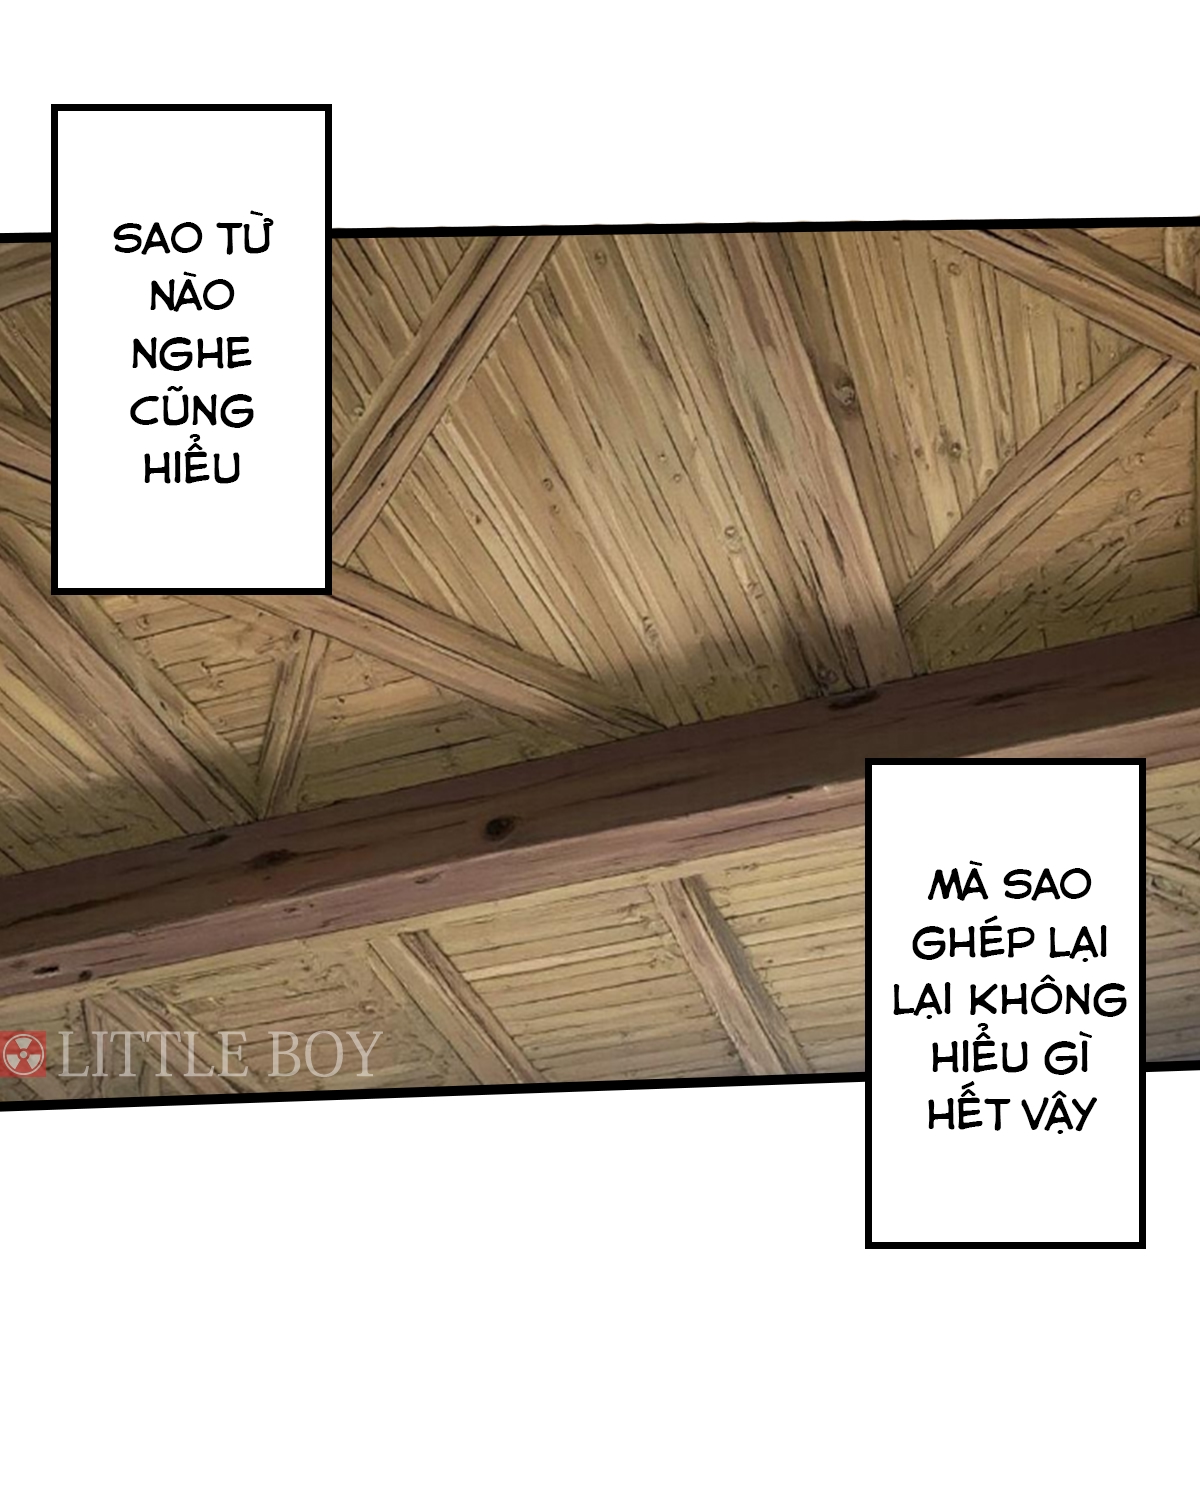 SAO TỪ
NÀO
NGHE
CŨNG
HIỂU
MÀ SAO
GHÉP LẠI
LẠI KHÔNG
HIỂU GÌ
HẾT VẬY
LITTLE BOY